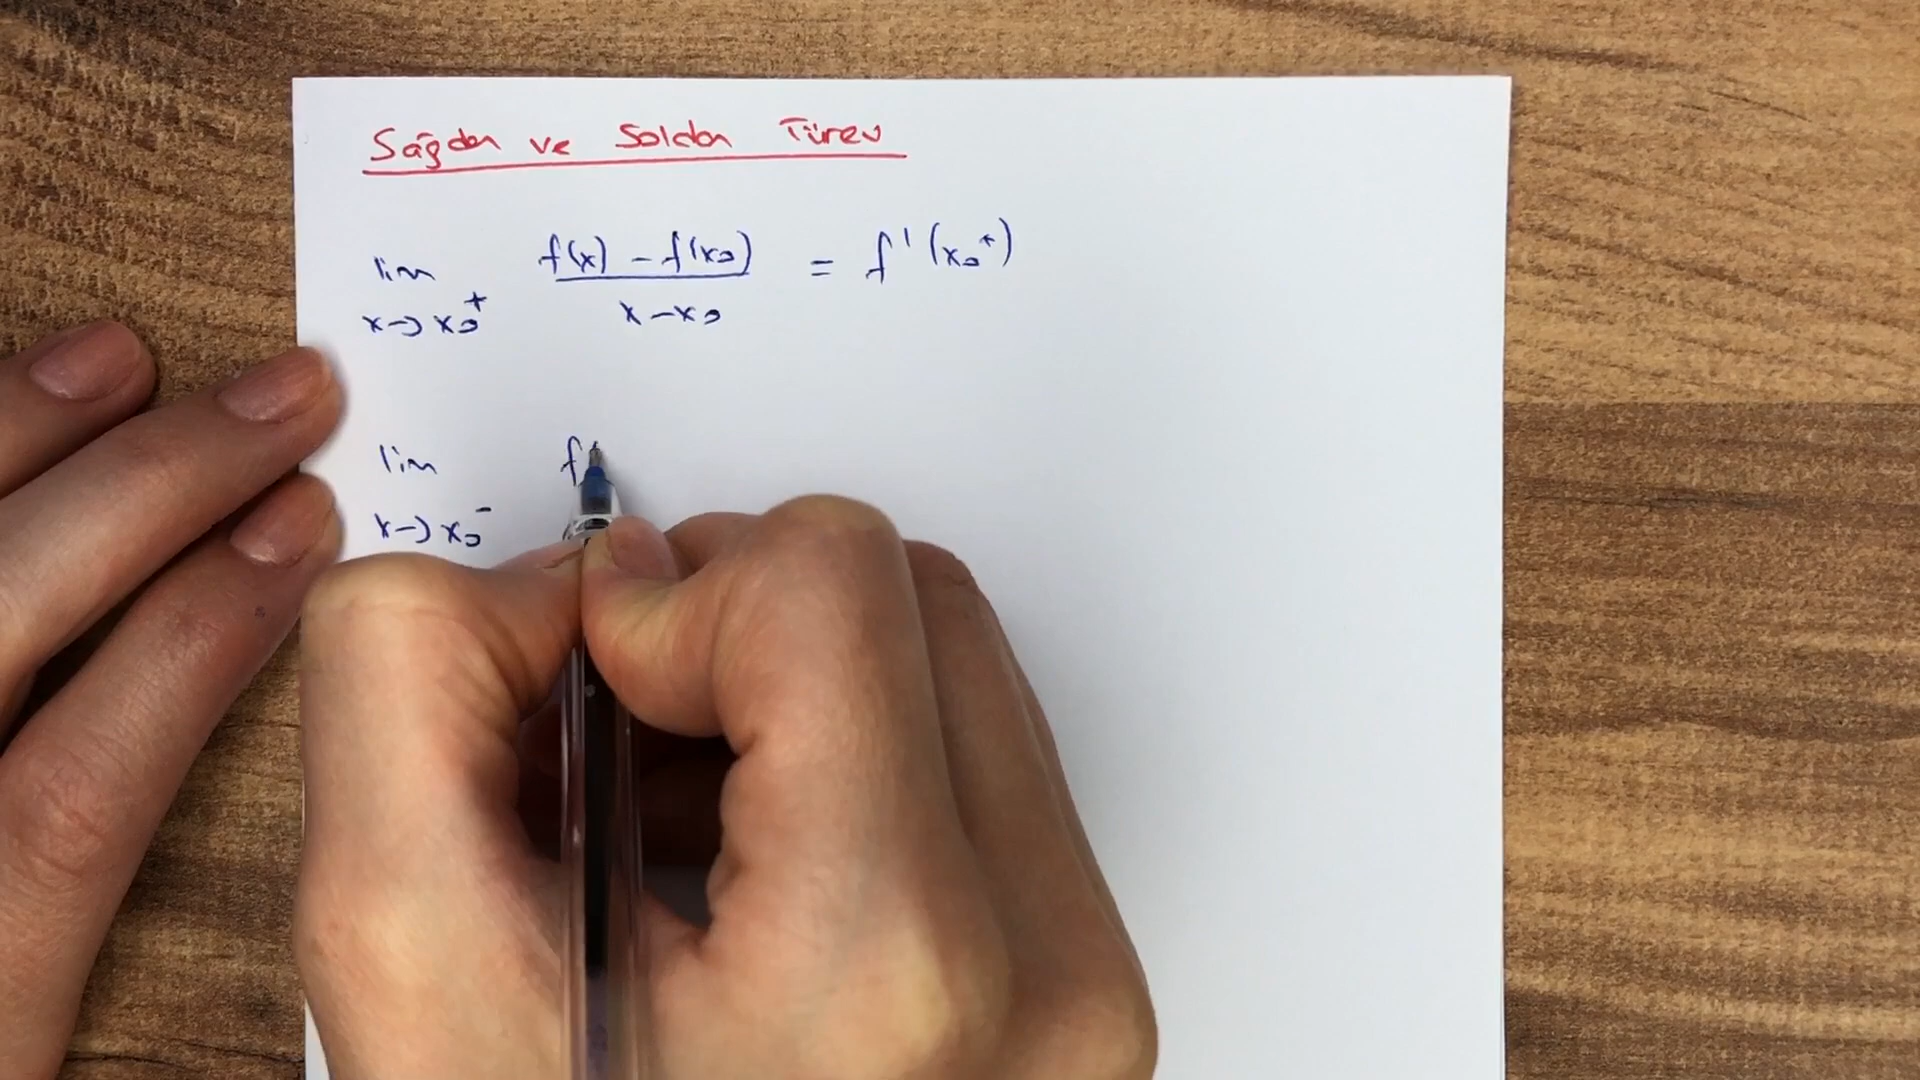 Sağdan ve Soldan Türev
lim f(x) - f(x₀) = f'(x₀⁺)
x→x₀⁺ x-x₀
lim f(
x→x₀⁻